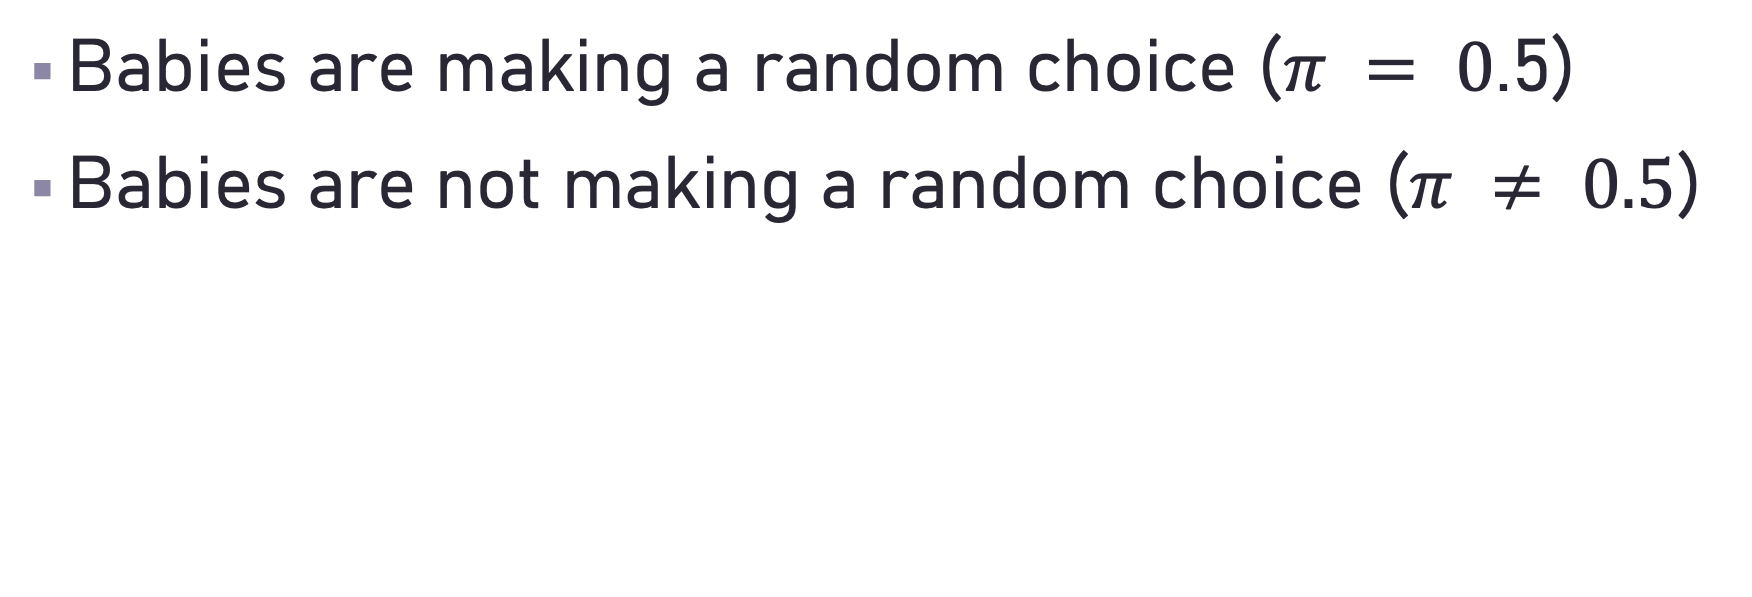 ▪ Babies are making a random choice (𝜋 = 0.5)
▪ Babies are not making a random choice (𝜋 ≠ 0.5)